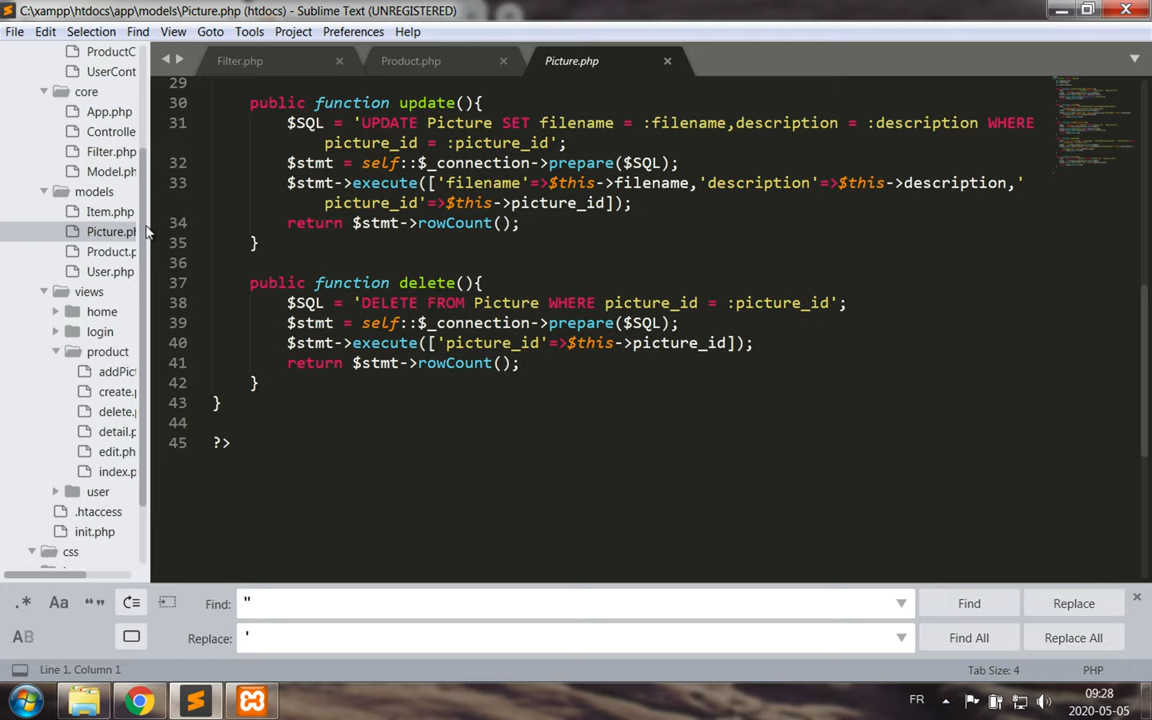 C:\xampp\htdocs\app\models\Picture.php (htdocs) - Sublime Text (UNREGISTERED)
File Edit Selection Find View Goto Tools Project Preferences Help
ProductC
UserCont
core
App.php
Controlle
Filter.php
Model.ph
models
Item.php
Picture.ph
Product.p
User.php
views
home
login
product
addPict
create.p
delete.p
detail.p
edit.ph
index.p
user
.htaccess
init.php
css
Filter.php Product.php Picture.php
29
30 public function update(){
31 $SQL = 'UPDATE Picture SET filename = :filename,description = :description WHERE
picture_id = :picture_id';
32 $stmt = self::$_connection->prepare($SQL);
33 $stmt->execute(['filename'=>$this->filename,'description'=>$this->description,'
picture_id'=>$this->picture_id]);
34 return $stmt->rowCount();
35 }
36
37 public function delete(){
38 $SQL = 'DELETE FROM Picture WHERE picture_id = :picture_id';
39 $stmt = self::$_connection->prepare($SQL);
40 $stmt->execute(['picture_id'=>$this->picture_id]);
41 return $stmt->rowCount();
42 }
43 }
44
45 ?>
.* Aa “” Find: " Find Replace
AB Replace: ' Find All Replace All
Line 1, Column 1 Tab Size: 4 PHP
FR 09:28
2020-05-05